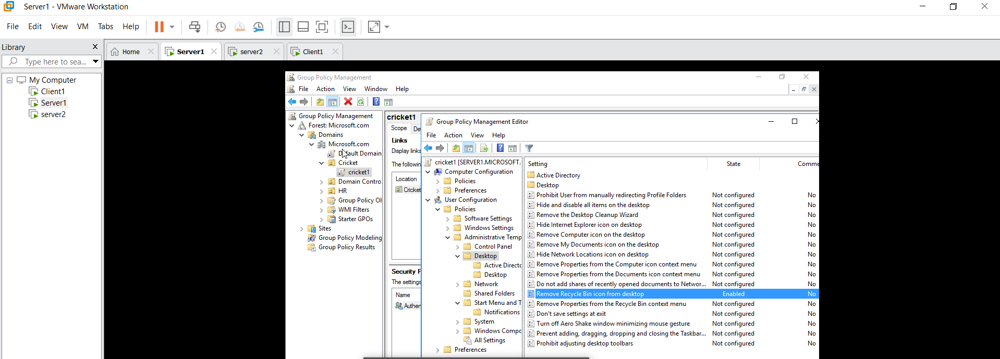 Server1 - VMware Workstation
File Edit View VM Tabs Help
Library
Type here to sea...
My Computer
Client1
Server1
server2
Home
Server1
server2
Client1
Group Policy Management
File Action View Window Help
Group Policy Management
Forest: Microsoft.com
Domains
Microsoft.com
Default Domain
Cricket
cricket1
Domain Contro
HR
Group Policy Ob
WMI Filters
Starter GPOs
Sites
Group Policy Modeling
Group Policy Results
cricket1
Scope De
Links
Display links
The followin
Location
Cricket
Security F
The settings
Name
Authen
Group Policy Management Editor
File Action View Help
cricket1 [SERVER1.MICROSOFT.
Computer Configuration
Policies
Preferences
User Configuration
Policies
Software Settings
Windows Settings
Administrative Temp
Control Panel
Desktop
Active Directo
Desktop
Network
Shared Folders
Start Menu and T
Notifications
System
Windows Compo
All Settings
Preferences
Setting State Comme
Active Directory
Desktop
Prohibit User from manually redirecting Profile Folders Not configured No
Hide and disable all items on the desktop Not configured No
Remove the Desktop Cleanup Wizard Not configured No
Hide Internet Explorer icon on desktop Not configured No
Remove Computer icon on the desktop Not configured No
Remove My Documents icon on the desktop Not configured No
Hide Network Locations icon on desktop Not configured No
Remove Properties from the Computer icon context menu Not configured No
Remove Properties from the Documents icon context menu Not configured No
Do not add shares of recently opened documents to Networ... Not configured No
Remove Recycle Bin icon from desktop Enabled No
Remove Properties from the Recycle Bin context menu Not configured No
Don't save settings at exit Not configured No
Turn off Aero Shake window minimizing mouse gesture Not configured No
Prevent adding, dragging, dropping and closing the Taskbar... Not configured No
Prohibit adjusting desktop toolbars Not configured No